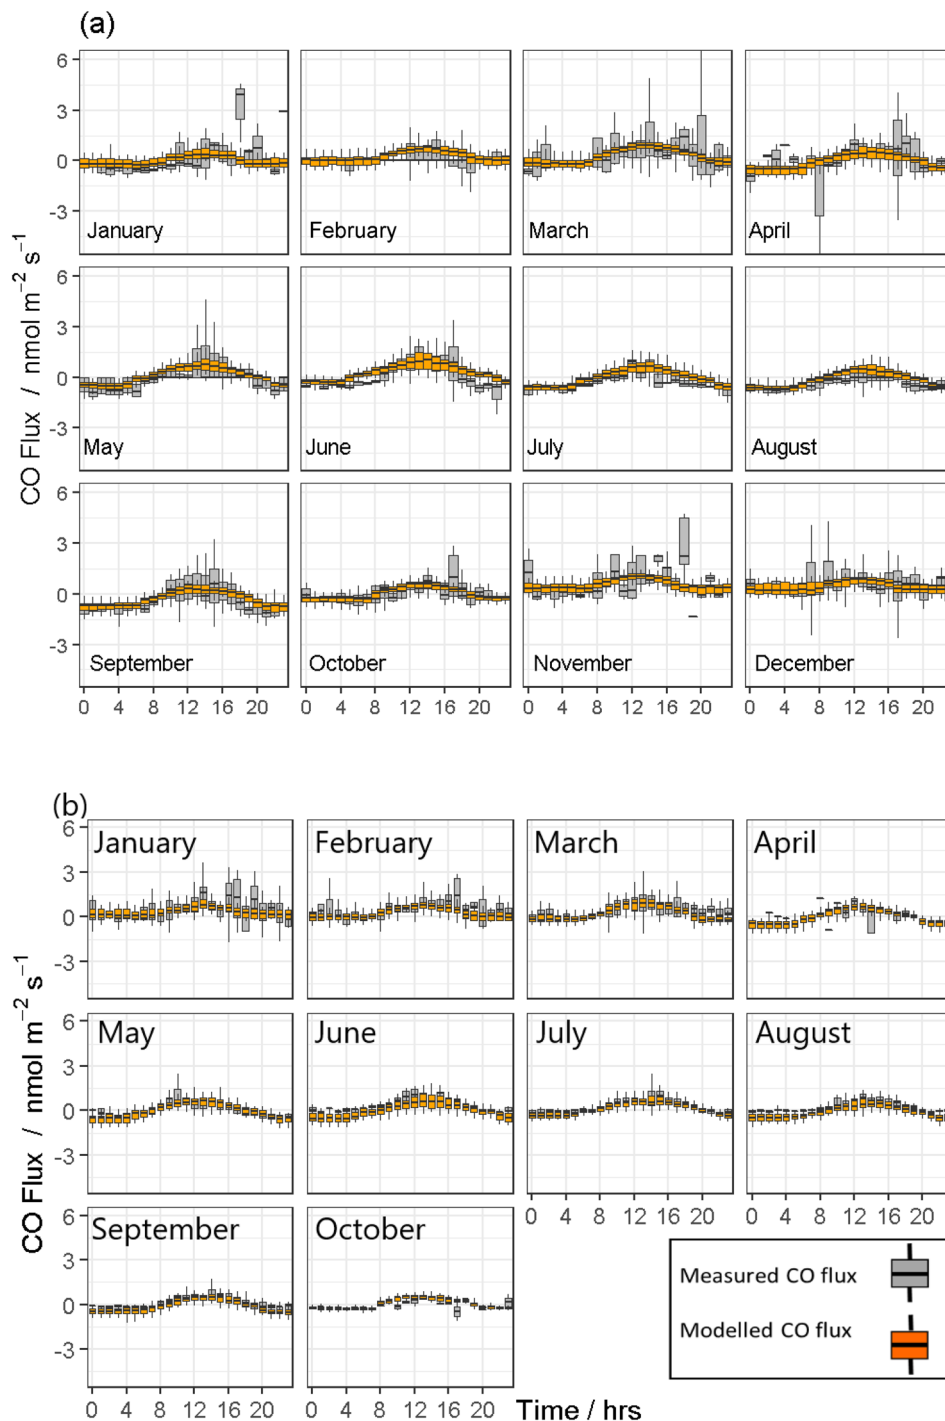 (a)
6
3
0
-3
January
February
March
April
CO Flux / nmol m⁻² s⁻¹
6
3
0
-3
May
June
July
August
6
3
0
-3
September
October
November
December
0 4 8 12 16 20
0 4 8 12 16 20
0 4 8 12 16 20
0 4 8 12 16 20
(b)
6
3
0
-3
January
February
March
April
CO Flux / nmol m⁻² s⁻¹
6
3
0
-3
May
June
July
August
0 4 8 12 16 20
0 4 8 12 16 20
6
3
0
-3
September
October
Measured CO flux
Modelled CO flux
0 4 8 12 16 20
0 4 8 12 16 20
Time / hrs